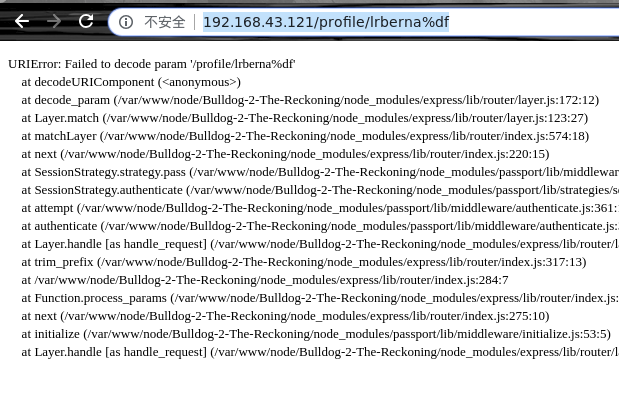 不安全 192.168.43.121/profile/lrberna%df
URIError: Failed to decode param '/profile/lrberna%df'
at decodeURIComponent (<anonymous>)
at decode_param (/var/www/node/Bulldog-2-The-Reckoning/node_modules/express/lib/router/layer.js:172:12)
at Layer.match (/var/www/node/Bulldog-2-The-Reckoning/node_modules/express/lib/router/layer.js:123:27)
at matchLayer (/var/www/node/Bulldog-2-The-Reckoning/node_modules/express/lib/router/index.js:574:18)
at next (/var/www/node/Bulldog-2-The-Reckoning/node_modules/express/lib/router/index.js:220:15)
at SessionStrategy.strategy.pass (/var/www/node/Bulldog-2-The-Reckoning/node_modules/passport/lib/middlewar
at SessionStrategy.authenticate (/var/www/node/Bulldog-2-The-Reckoning/node_modules/passport/lib/strategies/s
at attempt (/var/www/node/Bulldog-2-The-Reckoning/node_modules/passport/lib/middleware/authenticate.js:361:
at authenticate (/var/www/node/Bulldog-2-The-Reckoning/node_modules/passport/lib/middleware/authenticate.js:
at Layer.handle [as handle_request] (/var/www/node/Bulldog-2-The-Reckoning/node_modules/express/lib/router/l
at trim_prefix (/var/www/node/Bulldog-2-The-Reckoning/node_modules/express/lib/router/index.js:317:13)
at /var/www/node/Bulldog-2-The-Reckoning/node_modules/express/lib/router/index.js:284:7
at Function.process_params (/var/www/node/Bulldog-2-The-Reckoning/node_modules/express/lib/router/index.js:
at next (/var/www/node/Bulldog-2-The-Reckoning/node_modules/express/lib/router/index.js:275:10)
at initialize (/var/www/node/Bulldog-2-The-Reckoning/node_modules/passport/lib/middleware/initialize.js:53:5)
at Layer.handle [as handle_request] (/var/www/node/Bulldog-2-The-Reckoning/node_modules/express/lib/router/l